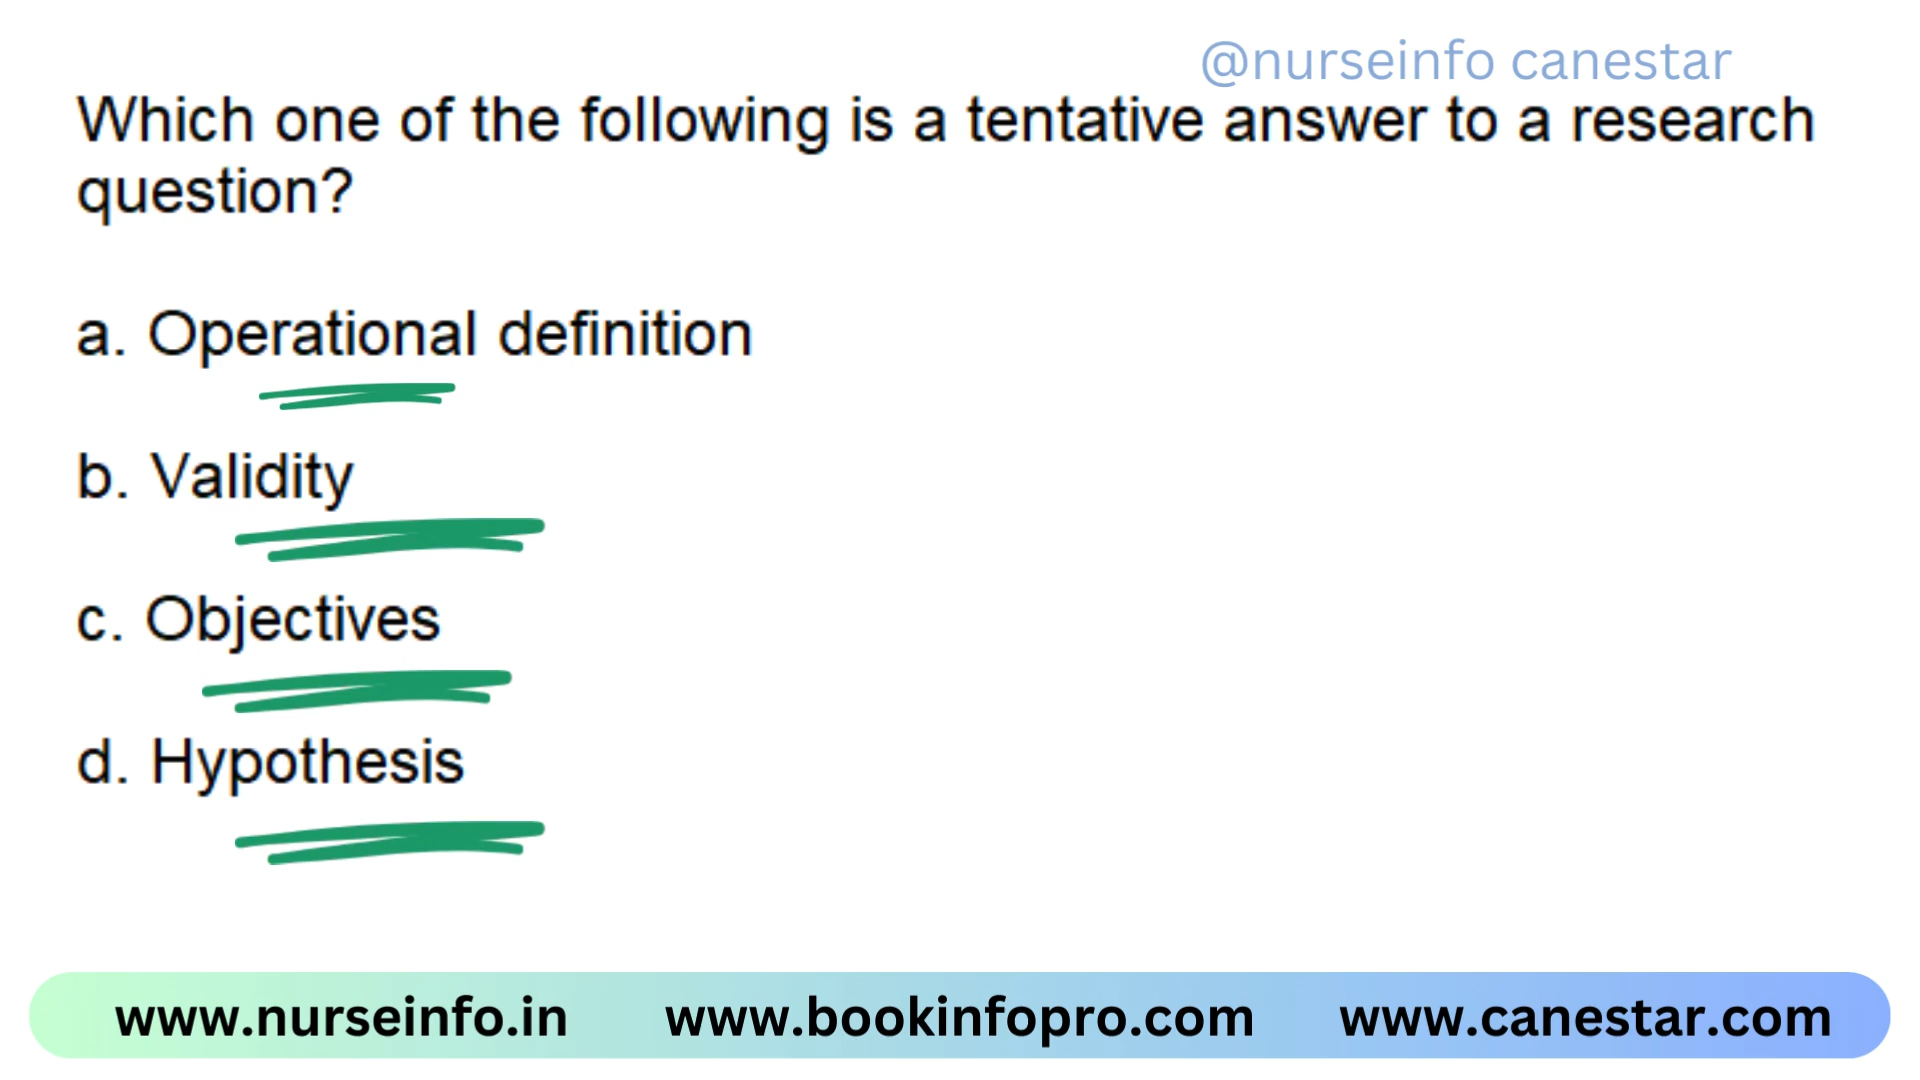 @nurseinfo canestar
Which one of the following is a tentative answer to a research
question?
a. Operational definition
b. Validity
c. Objectives
d. Hypothesis
www.nurseinfo.in www.bookinfopro.com www.canestar.com